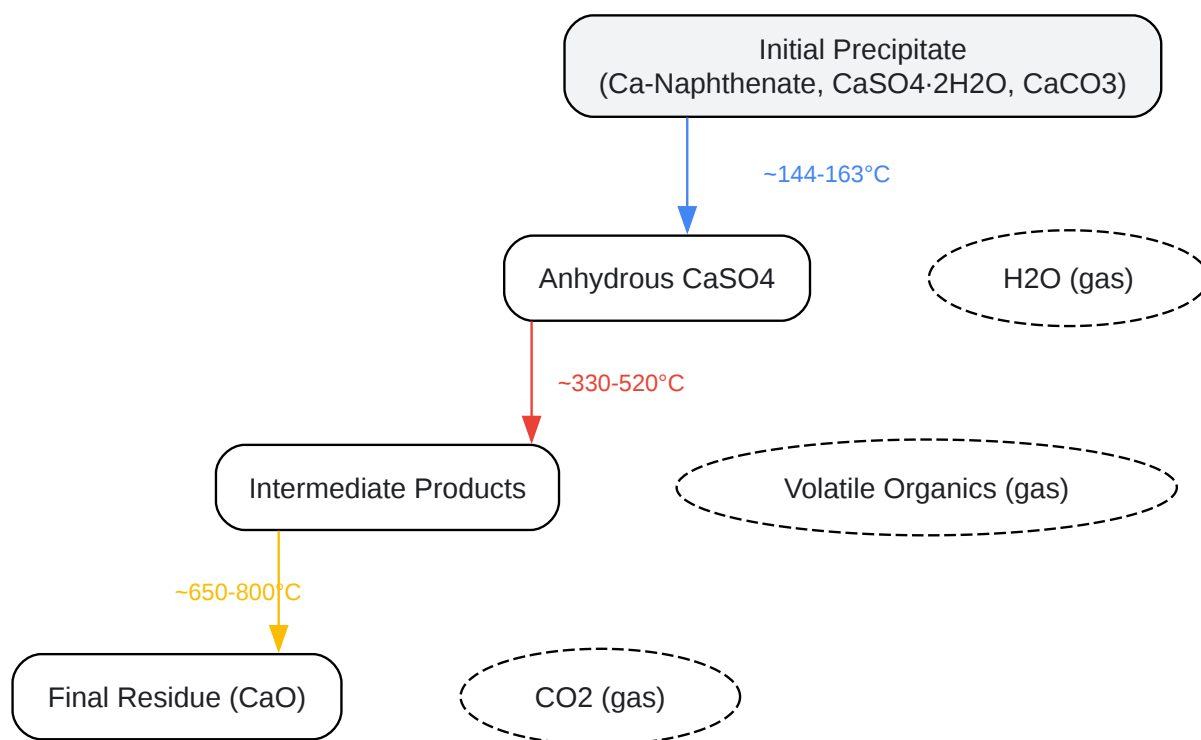 Initial Precipitate
(Ca-Naphthenate, CaSO4·2H2O, CaCO3)
~144-163°C
Anhydrous CaSO4
H2O (gas)
~330-520°C
Intermediate Products
Volatile Organics (gas)
~650-800°C
Final Residue (CaO)
CO2 (gas)